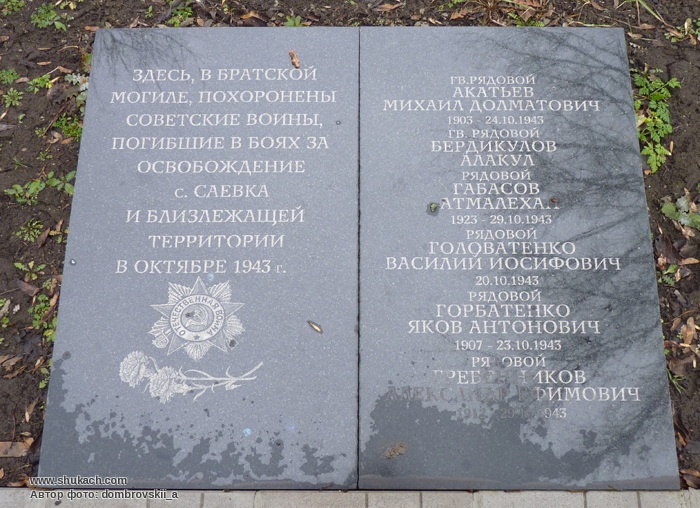 ЗДЕСЬ, В БРАТСКОЙ
МОГИЛЕ, ПОХОРОНЕНЫ
СОВЕТСКИЕ ВОИНЫ,
ПОГИБШИЕ В БОЯХ ЗА
ОСВОБОЖДЕНИЕ
с. САЕВКА
И БЛИЗЛЕЖАЩЕЙ
ТЕРРИТОРИИ
В ОКТЯБРЕ 1943 г.
ОТЕЧЕСТВЕННАЯ ВОЙНА
ГВ.РЯДОВОЙ
АКАТЬЕВ
МИХАИЛ ДОЛМАТОВИЧ
1903 - 24.10.1943
ГВ. РЯДОВОЙ
БЕРДИКУЛОВ
АЛАКУЛ
РЯДОВОЙ
ГАБАСОВ
АТМАЛЕХАН
1923 - 29.10.1943
РЯДОВОЙ
ГОЛОВАТЕНКО
ВАСИЛИЙ ИОСИФОВИЧ
20.10.1943
РЯДОВОЙ
ГОРБАТЕНКО
ЯКОВ АНТОНОВИЧ
1907 - 23.10.1943
РЯДОВОЙ
ГРЕБЕННИКОВ
АЛЕКСАНДР ЕФИМОВИЧ
www.shukach.com
Автор фото: dombrovskii_a